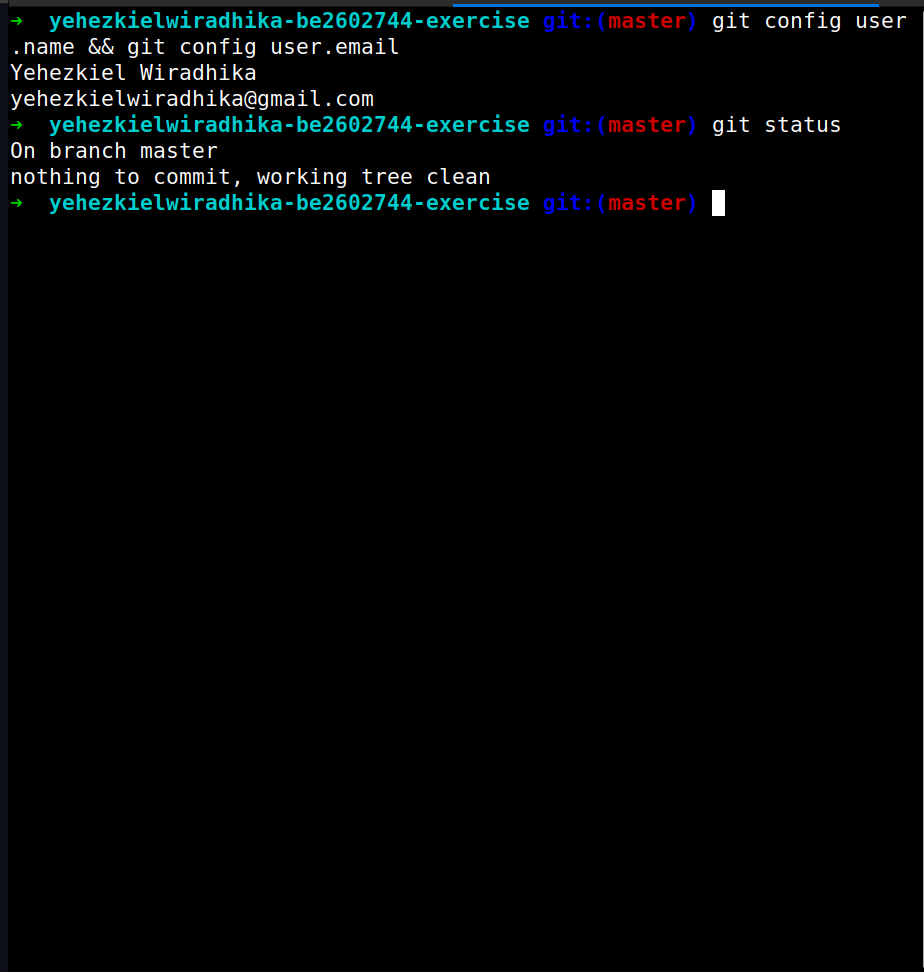 ➜  yehezkielwiradhika-be2602744-exercise git:(master) git config user
.name && git config user.email
Yehezkiel Wiradhika
yehezkielwiradhika@gmail.com
➜  yehezkielwiradhika-be2602744-exercise git:(master) git status
On branch master
nothing to commit, working tree clean
➜  yehezkielwiradhika-be2602744-exercise git:(master)